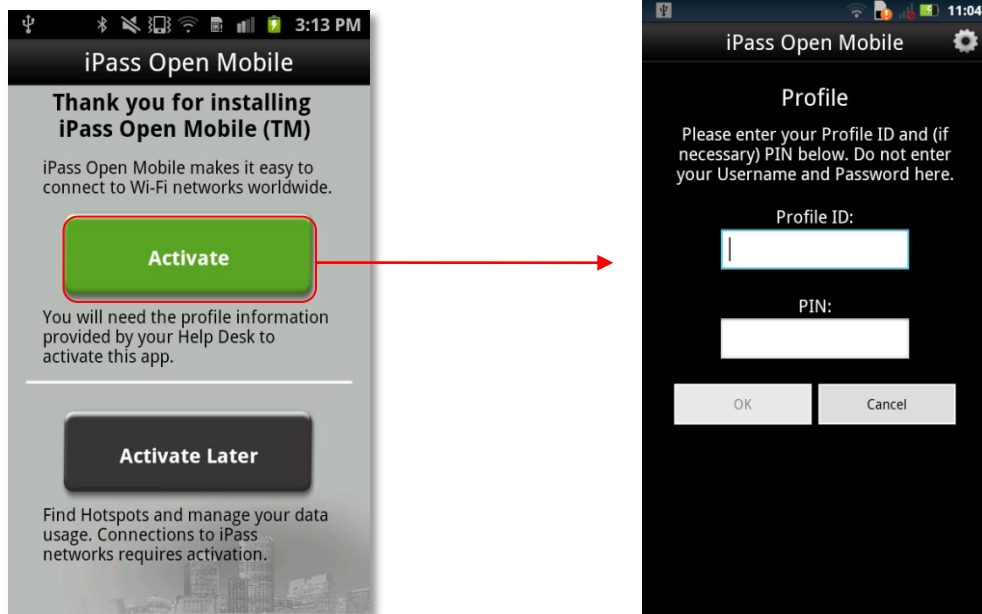 3:13 PM
iPass Open Mobile
Thank you for installing
iPass Open Mobile (TM)
iPass Open Mobile makes it easy to
connect to Wi-Fi networks worldwide.
Activate
You will need the profile information
provided by your Help Desk to
activate this app.
Activate Later
Find Hotspots and manage your data
usage. Connections to iPass
networks requires activation.
11:04
iPass Open Mobile
Profile
Please enter your Profile ID and (if
necessary) PIN below. Do not enter
your Username and Password here.
Profile ID:
PIN:
OK
Cancel